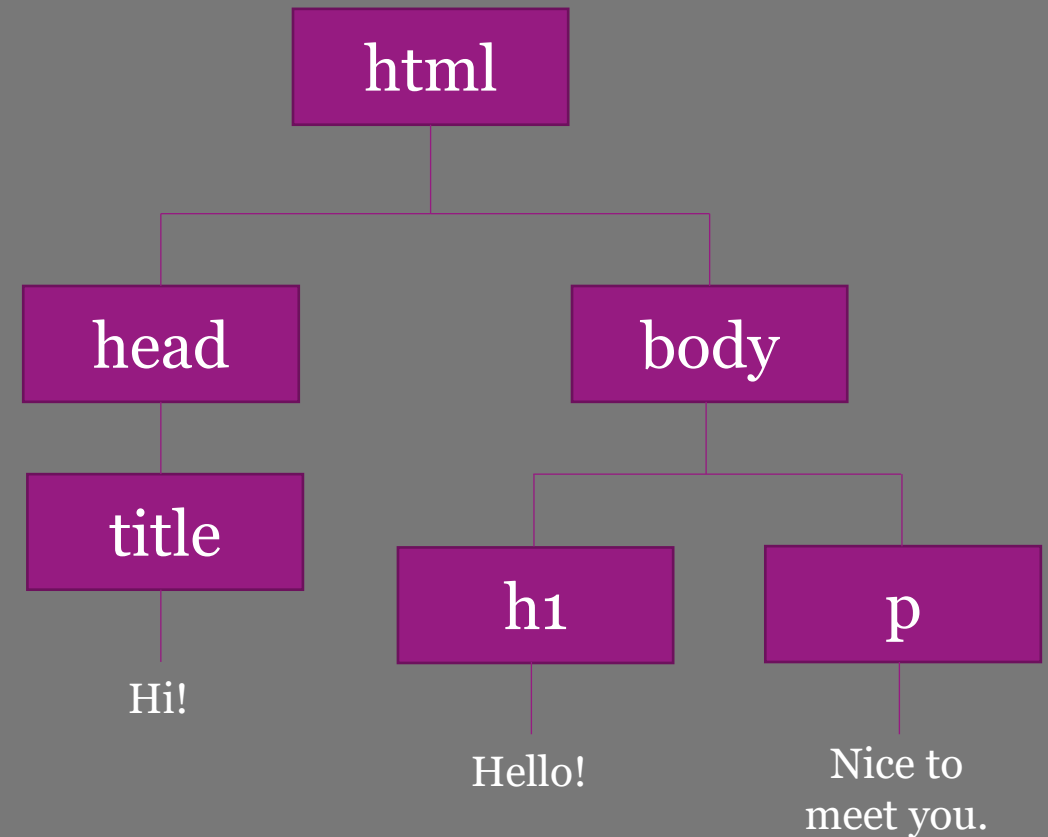 html
head
body
title
h1
p
Hi!
Hello!
Nice to
meet you.